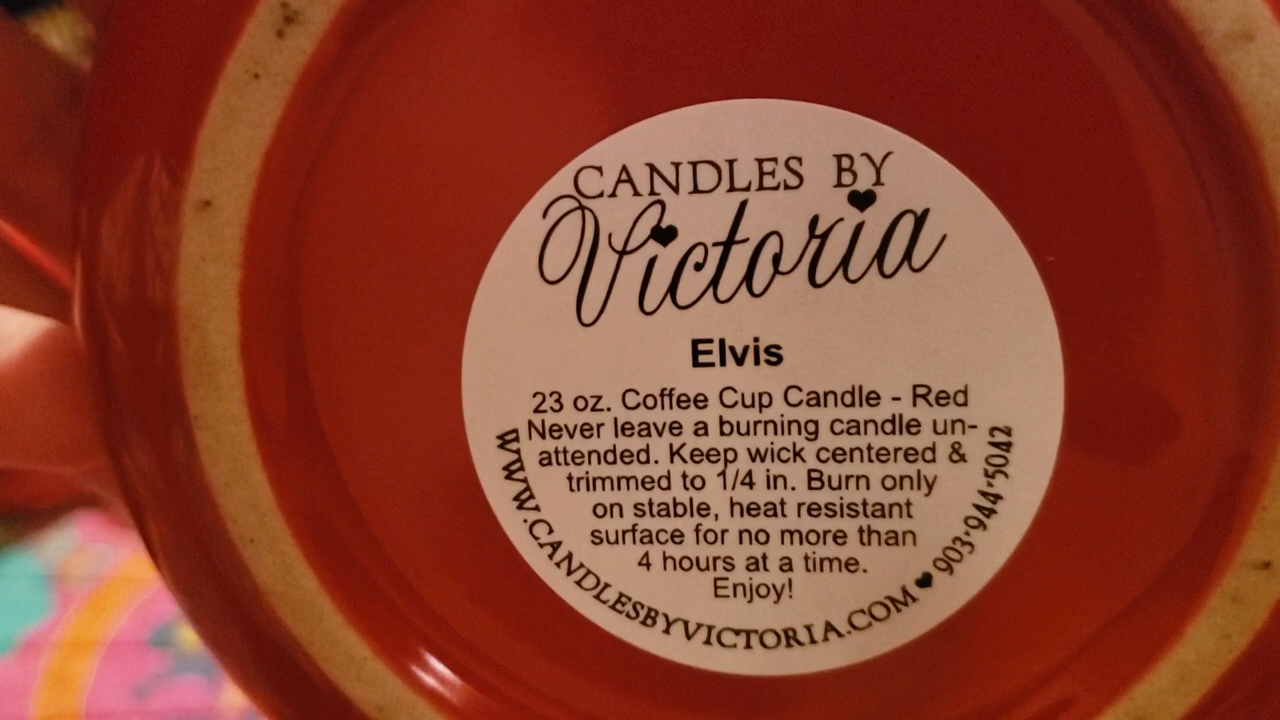 CANDLES BY
Victoria
Elvis
23 oz. Coffee Cup Candle - Red
Never leave a burning candle un-
attended. Keep wick centered &
trimmed to 1/4 in. Burn only
on stable, heat resistant
surface for no more than
4 hours at a time.
Enjoy!
WWW.CANDLESBYVICTORIA.COM ♥ 903·944·5042